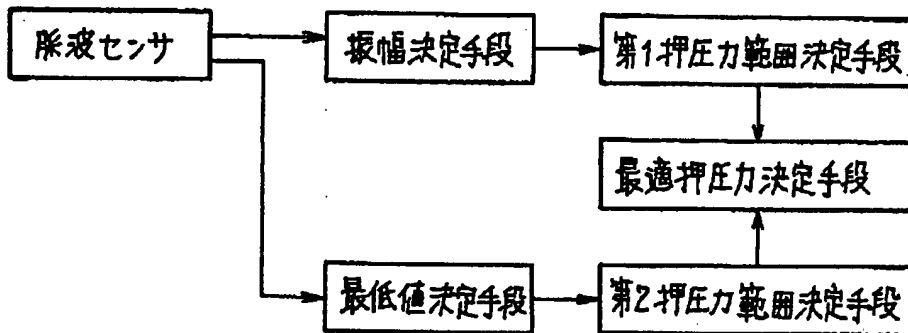 脈波センサ
振幅決定手段
第1押圧力範囲決定手段
最適押圧力決定手段
最低値決定手段
第2押圧力範囲決定手段